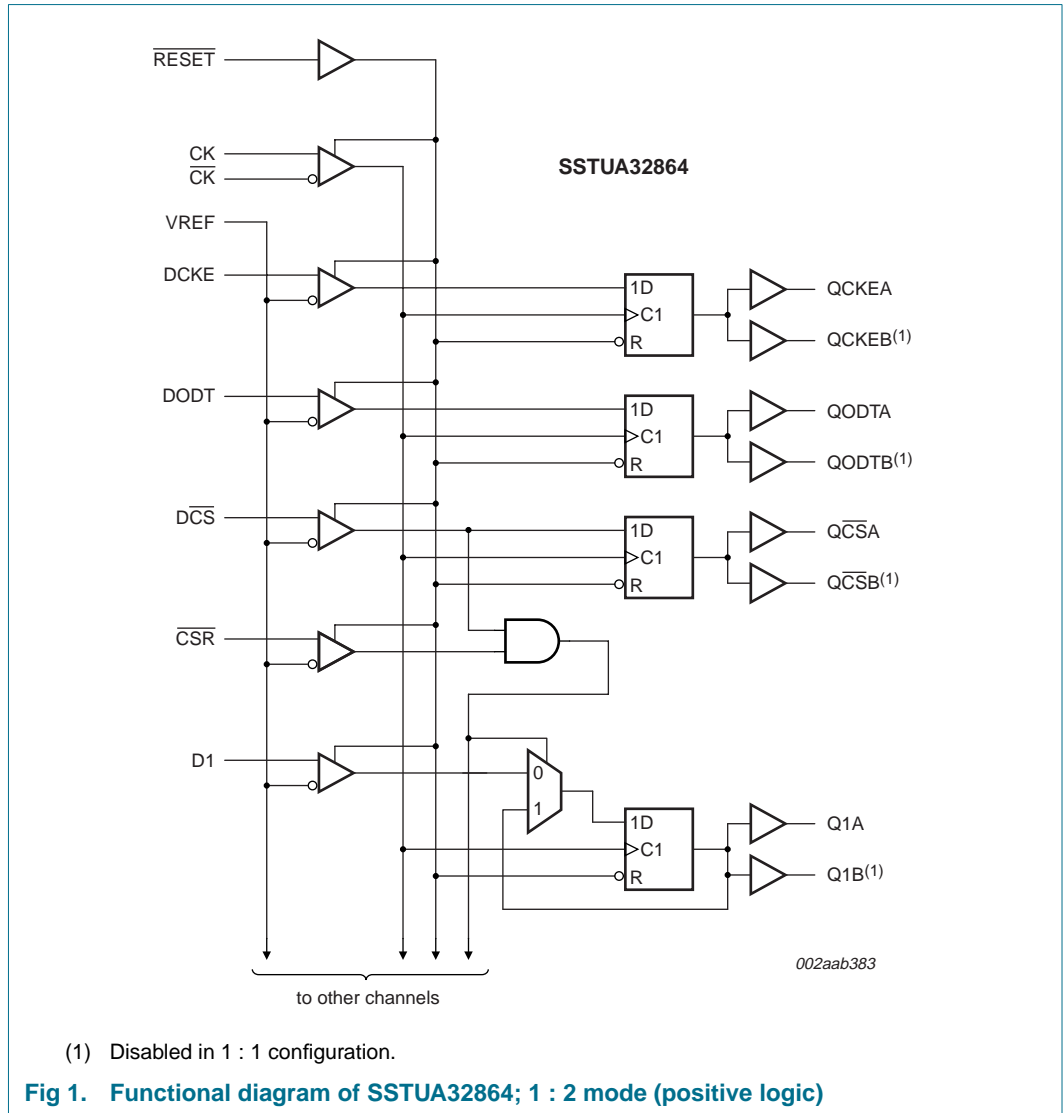 RESET
CK
CK
SSTUA32864
VREF
DCKE
1D
C1
R
QCKEA
QCKEB(1)
DODT
1D
C1
R
QODTA
QODTB(1)
DCS
1D
C1
R
QCSA
QCSB(1)
CSR
D1
0
1
1D
C1
R
Q1A
Q1B(1)
002aab383
to other channels
(1) Disabled in 1 : 1 configuration.
Fig 1. Functional diagram of SSTUA32864; 1 : 2 mode (positive logic)